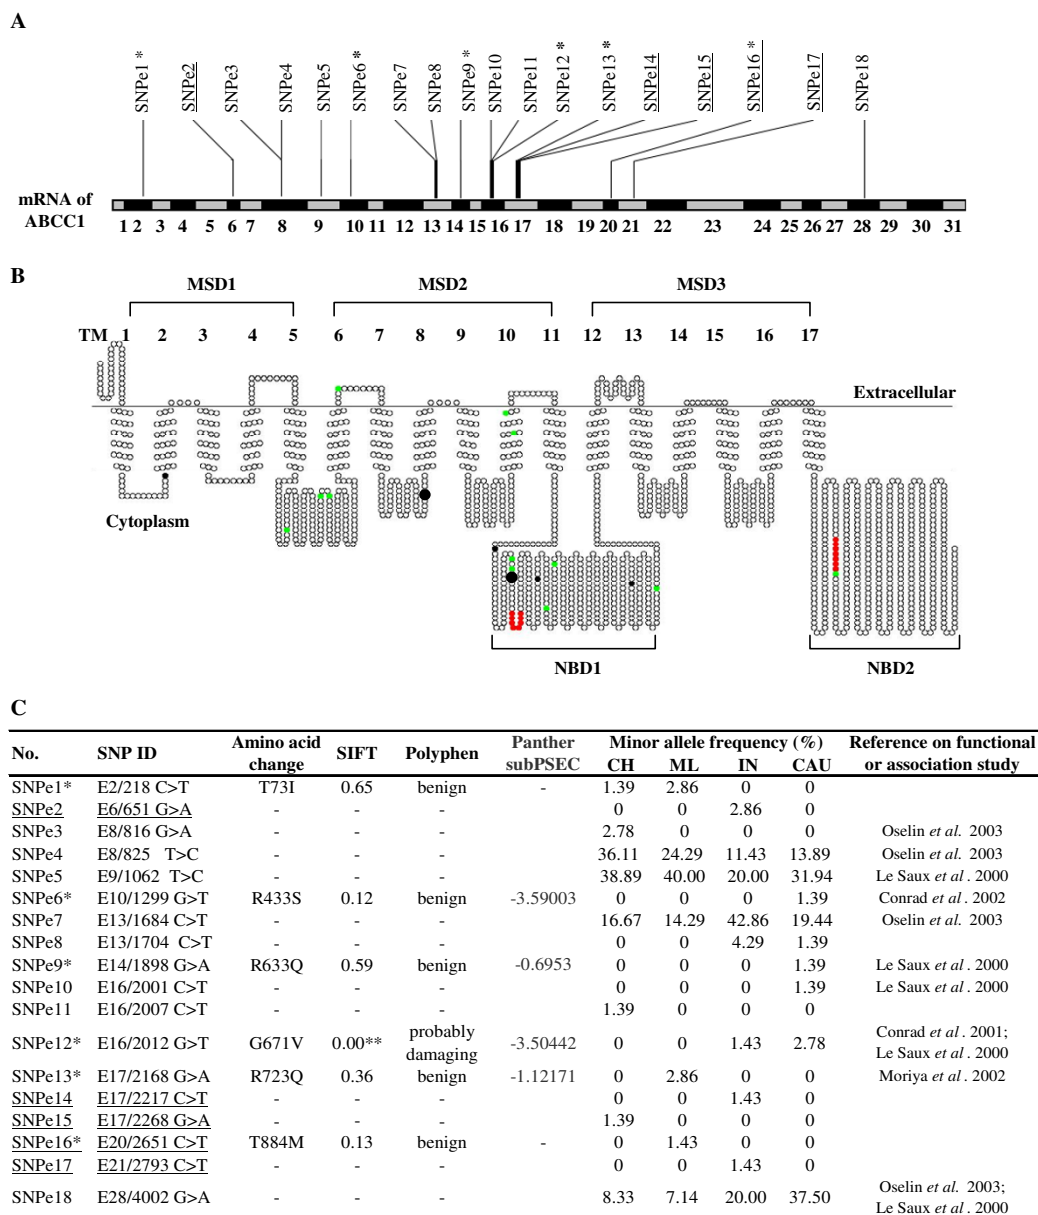 A
SNPe1 *
SNPe2
SNPe3
SNPe4
SNPe5
SNPe6 *
SNPe7
SNPe8
SNPe9 *
SNPe10
SNPe11
SNPe12 *
SNPe13 *
SNPe14
SNPe15
SNPe16 *
SNPe17
SNPe18
mRNA of
ABCC1
1 2 3 4 5 6 7 8 9 10 11 12 13 14 15 16 17 18 19 20 21 22 23 24 25 26 27 28 29 30 31
B
MSD1 MSD2 MSD3
TM 1 2 3 4 5 6 7 8 9 10 11 12 13 14 15 16 17
Extracellular
Cytoplasm
NBD1
NBD2
C
No. SNP ID Amino acid change SIFT Polyphen Panther subPSEC Minor allele frequency (%) Reference on functional or association study
CH ML IN CAU
SNPe1* E2/218 C>T T73I 0.65 benign - 1.39 2.86 0 0
SNPe2 E6/651 G>A - - - 0 0 2.86 0
SNPe3 E8/816 G>A - - - 2.78 0 0 0 Oselin et al. 2003
SNPe4 E8/825 T>C - - - 36.11 24.29 11.43 13.89 Oselin et al. 2003
SNPe5 E9/1062 T>C - - - 38.89 40.00 20.00 31.94 Le Saux et al. 2000
SNPe6* E10/1299 G>T R433S 0.12 benign -3.59003 0 0 0 1.39 Conrad et al. 2002
SNPe7 E13/1684 C>T - - - 16.67 14.29 42.86 19.44 Oselin et al. 2003
SNPe8 E13/1704 C>T - - - 0 0 4.29 1.39
SNPe9* E14/1898 G>A R633Q 0.59 benign -0.6953 0 0 0 1.39 Le Saux et al. 2000
SNPe10 E16/2001 C>T - - - 0 0 0 1.39 Le Saux et al. 2000
SNPe11 E16/2007 C>T - - - 1.39 0 0 0
SNPe12* E16/2012 G>T G671V 0.00** probably damaging -3.50442 0 0 1.43 2.78 Conrad et al. 2001; Le Saux et al. 2000
SNPe13* E17/2168 G>A R723Q 0.36 benign -1.12171 0 2.86 0 0 Moriya et al. 2002
SNPe14 E17/2217 C>T - - - 0 0 1.43 0
SNPe15 E17/2268 G>A - - - 1.39 0 0 0
SNPe16* E20/2651 C>T T884M 0.13 benign - 0 1.43 0 0
SNPe17 E21/2793 C>T - - - 0 0 1.43 0
SNPe18 E28/4002 G>A - - - 8.33 7.14 20.00 37.50 Oselin et al. 2003; Le Saux et al. 2000